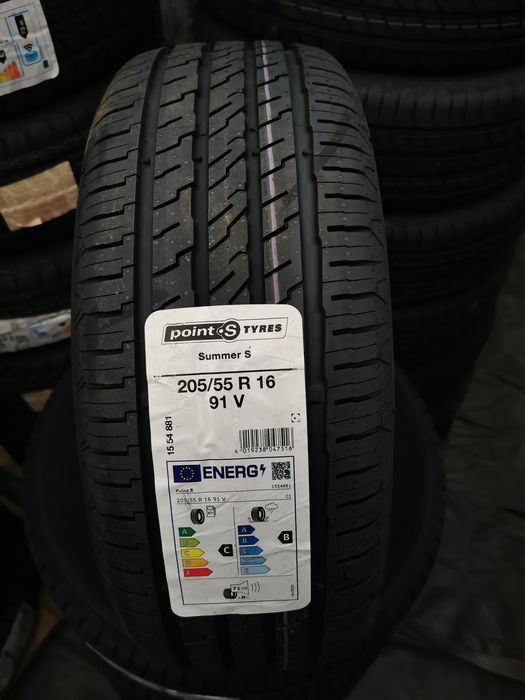 point S TYRES
Summer S
205/55 R 16
91 V
15 54 881
4 019238 047516
ENERG
Point S
1554881
205/55 R 16 91 V
C1
A
B
C
D
E
C
A
B
C
D
E
B
71